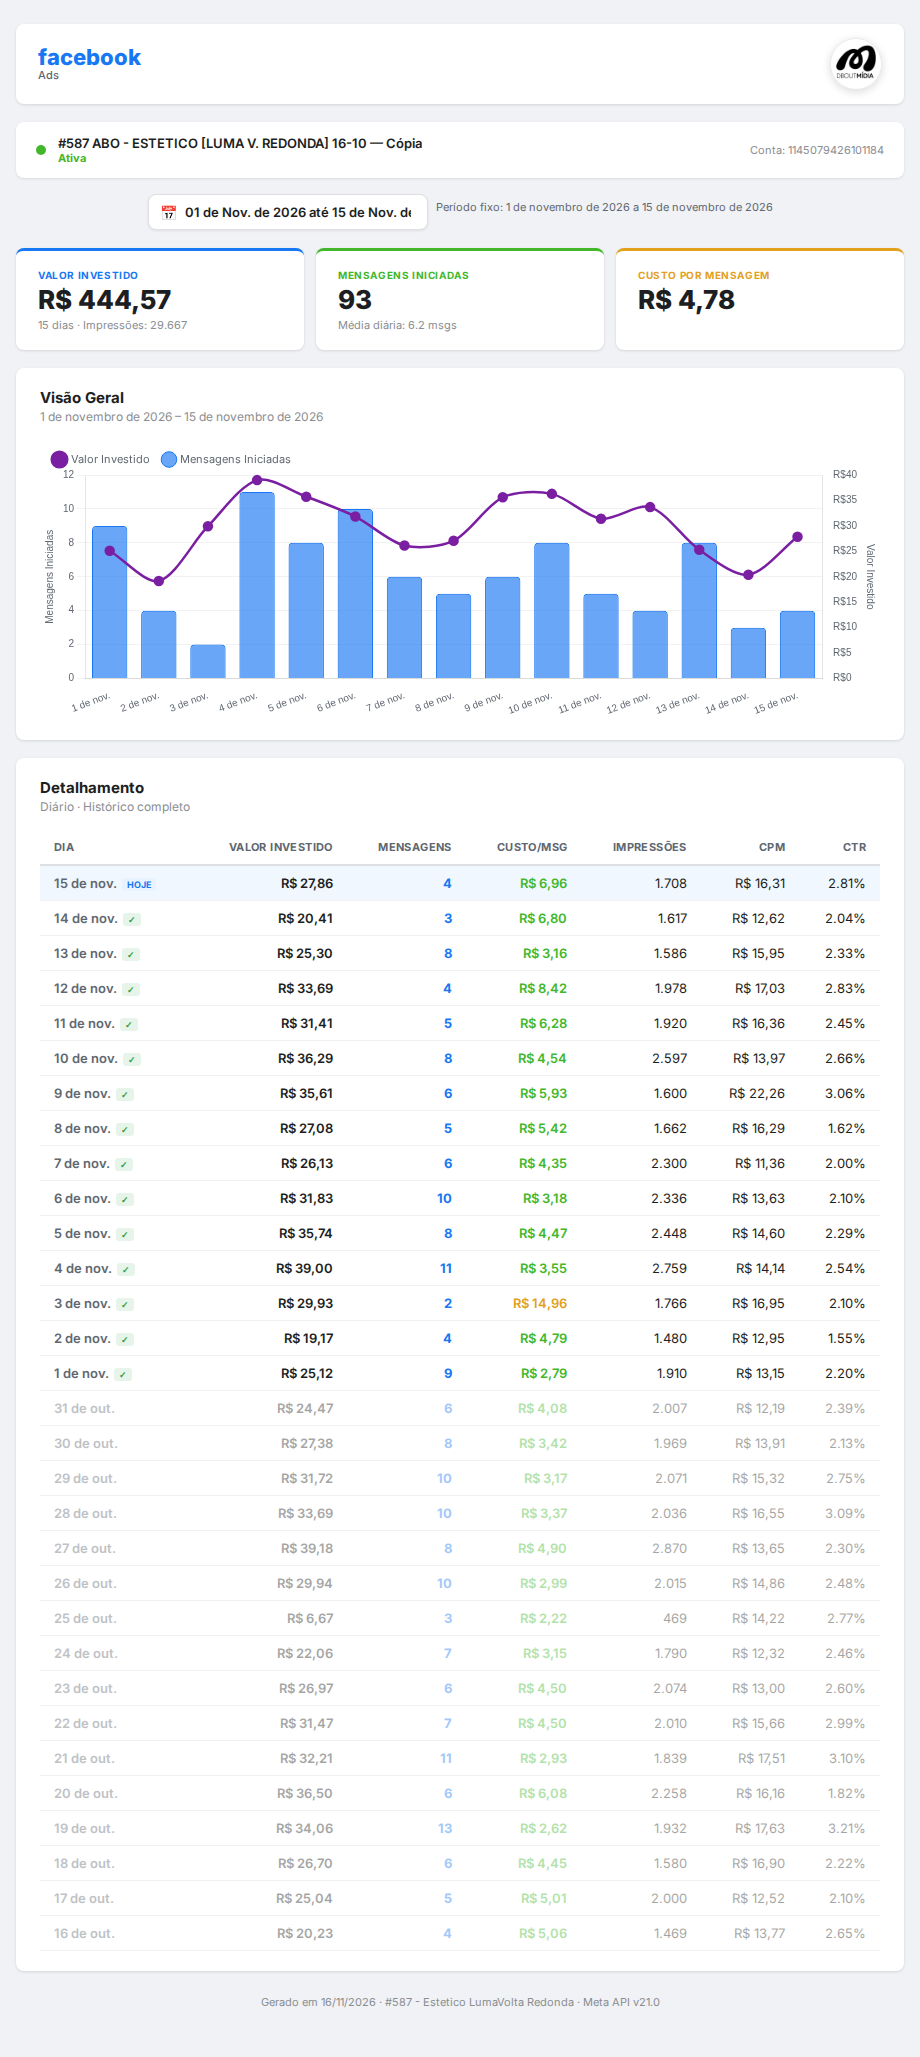 facebook
Ads
DBOUTMÍDIA
#587 ABO - ESTETICO [LUMA V. REDONDA] 16-10 — Cópia
Ativa
Conta: 1145079426101184
📅 01 de Nov. de 2026 até 15 de Nov. de
Período fixo: 1 de novembro de 2026 a 15 de novembro de 2026
VALOR INVESTIDO
R$ 444,57
15 dias · Impressões: 29.667
MENSAGENS INICIADAS
93
Média diária: 6.2 msgs
CUSTO POR MENSAGEM
R$ 4,78
Visão Geral
1 de novembro de 2026 – 15 de novembro de 2026
Valor Investido Mensagens Iniciadas
Mensagens Iniciadas
12
10
8
6
4
2
0
R$40
R$35
R$30
R$25
R$20
R$15
R$10
R$5
R$0
Valor Investido
1 de nov. 2 de nov. 3 de nov. 4 de nov. 5 de nov. 6 de nov. 7 de nov. 8 de nov. 9 de nov. 10 de nov. 11 de nov. 12 de nov. 13 de nov. 14 de nov. 15 de nov.
Detalhamento
Diário · Histórico completo
DIA VALOR INVESTIDO MENSAGENS CUSTO/MSG IMPRESSÕES CPM CTR
15 de nov. HOJE R$ 27,86 4 R$ 6,96 1.708 R$ 16,31 2.81%
14 de nov. ✓ R$ 20,41 3 R$ 6,80 1.617 R$ 12,62 2.04%
13 de nov. ✓ R$ 25,30 8 R$ 3,16 1.586 R$ 15,95 2.33%
12 de nov. ✓ R$ 33,69 4 R$ 8,42 1.978 R$ 17,03 2.83%
11 de nov. ✓ R$ 31,41 5 R$ 6,28 1.920 R$ 16,36 2.45%
10 de nov. ✓ R$ 36,29 8 R$ 4,54 2.597 R$ 13,97 2.66%
9 de nov. ✓ R$ 35,61 6 R$ 5,93 1.600 R$ 22,26 3.06%
8 de nov. ✓ R$ 27,08 5 R$ 5,42 1.662 R$ 16,29 1.62%
7 de nov. ✓ R$ 26,13 6 R$ 4,35 2.300 R$ 11,36 2.00%
6 de nov. ✓ R$ 31,83 10 R$ 3,18 2.336 R$ 13,63 2.10%
5 de nov. ✓ R$ 35,74 8 R$ 4,47 2.448 R$ 14,60 2.29%
4 de nov. ✓ R$ 39,00 11 R$ 3,55 2.759 R$ 14,14 2.54%
3 de nov. ✓ R$ 29,93 2 R$ 14,96 1.766 R$ 16,95 2.10%
2 de nov. ✓ R$ 19,17 4 R$ 4,79 1.480 R$ 12,95 1.55%
1 de nov. ✓ R$ 25,12 9 R$ 2,79 1.910 R$ 13,15 2.20%
31 de out. R$ 24,47 6 R$ 4,08 2.007 R$ 12,19 2.39%
30 de out. R$ 27,38 8 R$ 3,42 1.969 R$ 13,91 2.13%
29 de out. R$ 31,72 10 R$ 3,17 2.071 R$ 15,32 2.75%
28 de out. R$ 33,69 10 R$ 3,37 2.036 R$ 16,55 3.09%
27 de out. R$ 39,18 8 R$ 4,90 2.870 R$ 13,65 2.30%
26 de out. R$ 29,94 10 R$ 2,99 2.015 R$ 14,86 2.48%
25 de out. R$ 6,67 3 R$ 2,22 469 R$ 14,22 2.77%
24 de out. R$ 22,06 7 R$ 3,15 1.790 R$ 12,32 2.46%
23 de out. R$ 26,97 6 R$ 4,50 2.074 R$ 13,00 2.60%
22 de out. R$ 31,47 7 R$ 4,50 2.010 R$ 15,66 2.99%
21 de out. R$ 32,21 11 R$ 2,93 1.839 R$ 17,51 3.10%
20 de out. R$ 36,50 6 R$ 6,08 2.258 R$ 16,16 1.82%
19 de out. R$ 34,06 13 R$ 2,62 1.932 R$ 17,63 3.21%
18 de out. R$ 26,70 6 R$ 4,45 1.580 R$ 16,90 2.22%
17 de out. R$ 25,04 5 R$ 5,01 2.000 R$ 12,52 2.10%
16 de out. R$ 20,23 4 R$ 5,06 1.469 R$ 13,77 2.65%
Gerado em 16/11/2026 · #587 - Estetico LumaVolta Redonda · Meta API v21.0